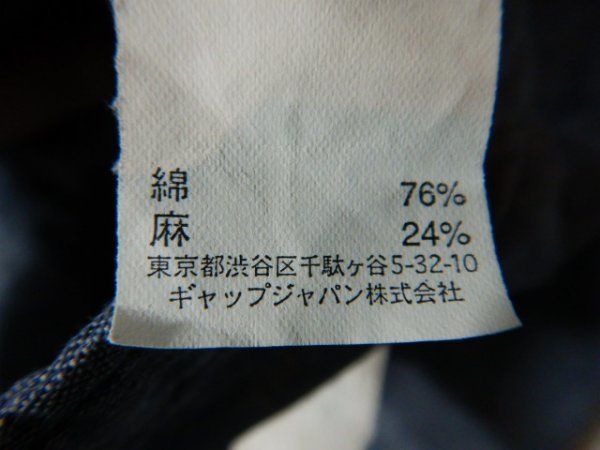 綿 76%
麻 24%
東京都渋谷区千駄ヶ谷5-32-10
ギャップジャパン株式会社